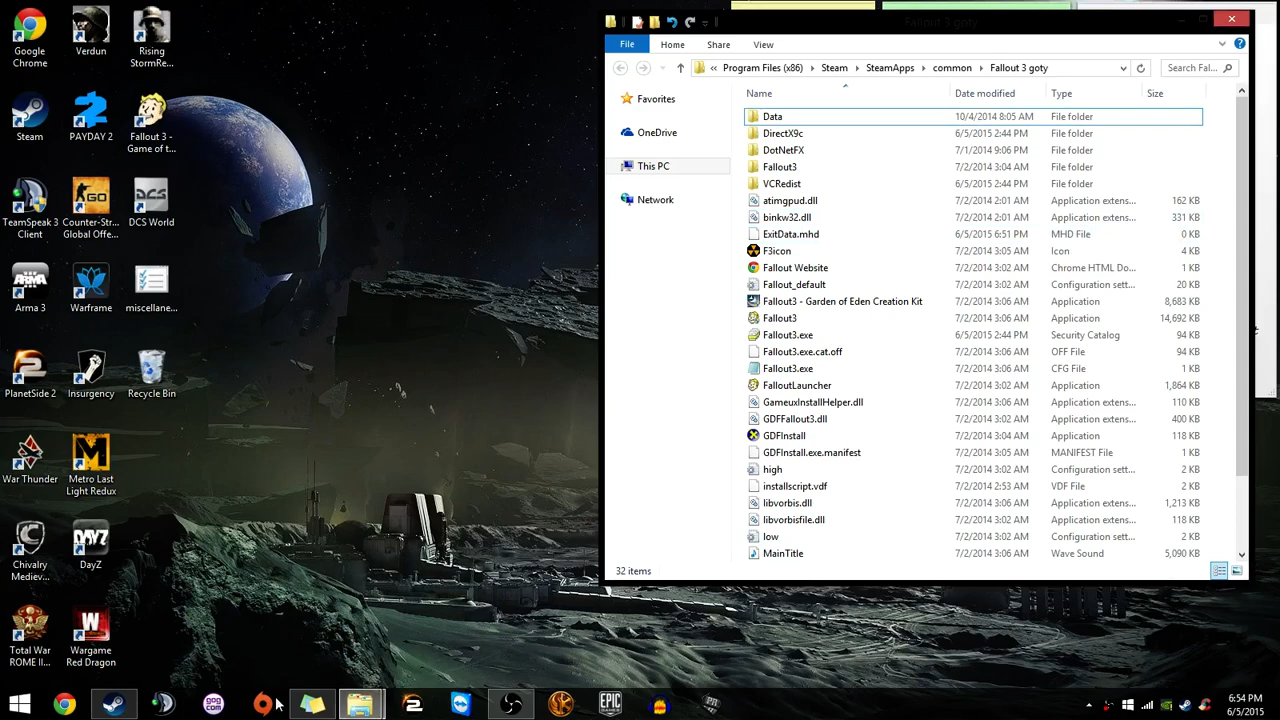 Fallout 3 goty
File Home Share View
Program Files (x86) Steam SteamApps common Fallout 3 goty
Search Fal...
Name Date modified Type Size
Favorites
OneDrive
This PC
Network
Data 10/4/2014 8:05 AM File folder
DirectX9c 6/5/2015 2:44 PM File folder
DotNetFX 7/1/2014 9:06 PM File folder
Fallout3 7/2/2014 3:04 AM File folder
VCRedist 6/5/2015 2:44 PM File folder
atimgpud.dll 7/2/2014 2:01 AM Application extens... 162 KB
binkw32.dll 7/2/2014 2:01 AM Application extens... 331 KB
ExitData.mhd 6/5/2015 6:51 PM MHD File 0 KB
F3icon 7/2/2014 3:05 AM Icon 4 KB
Fallout Website 7/2/2014 3:02 AM Chrome HTML Do... 1 KB
Fallout_default 7/2/2014 3:02 AM Configuration sett... 20 KB
Fallout3 - Garden of Eden Creation Kit 7/2/2014 3:06 AM Application 8,683 KB
Fallout3 7/2/2014 3:06 AM Application 14,692 KB
Fallout3.exe 6/5/2015 2:44 PM Security Catalog 94 KB
Fallout3.exe.cat.off 7/2/2014 3:06 AM OFF File 94 KB
Fallout3.exe 7/2/2014 3:06 AM CFG File 1 KB
FalloutLauncher 7/2/2014 3:02 AM Application 1,864 KB
GameuxInstallHelper.dll 7/2/2014 3:06 AM Application extens... 110 KB
GDFFallout3.dll 7/2/2014 3:02 AM Application extens... 400 KB
GDFInstall 7/2/2014 3:04 AM Application 118 KB
GDFInstall.exe.manifest 7/2/2014 3:05 AM MANIFEST File 1 KB
high 7/2/2014 3:02 AM Configuration sett... 2 KB
installscript.vdf 7/2/2014 2:53 AM VDF File 2 KB
libvorbis.dll 7/2/2014 3:06 AM Application extens... 1,213 KB
libvorbisfile.dll 7/2/2014 3:02 AM Application extens... 118 KB
low 7/2/2014 3:02 AM Configuration sett... 2 KB
MainTitle 7/2/2014 3:06 AM Wave Sound 5,090 KB
32 items
Google Chrome
Verdun
Rising StormRe...
Steam
PAYDAY 2
Fallout 3 - Game of t...
TeamSpeak 3 Client
Counter-Str... Global Offe...
DCS World
Arma 3
Warframe
miscellane...
PlanetSide 2
Insurgency
Recycle Bin
War Thunder
Metro Last Light Redux
Chivalry Mediev...
DayZ
Total War ROME II...
Wargame Red Dragon
gog.com
EPIC
6:54 PM
6/5/2015